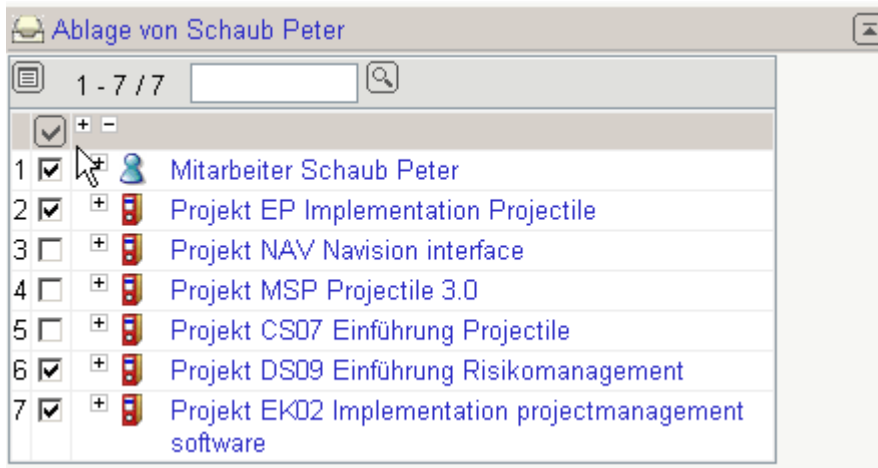 Ablage von Schaub Peter
1 - 7 / 7
1 Mitarbeiter Schaub Peter
2 Projekt EP Implementation Projectile
3 Projekt NAV Navision interface
4 Projekt MSP Projectile 3.0
5 Projekt CS07 Einführung Projectile
6 Projekt DS09 Einführung Risikomanagement
7 Projekt EK02 Implementation projectmanagement
software